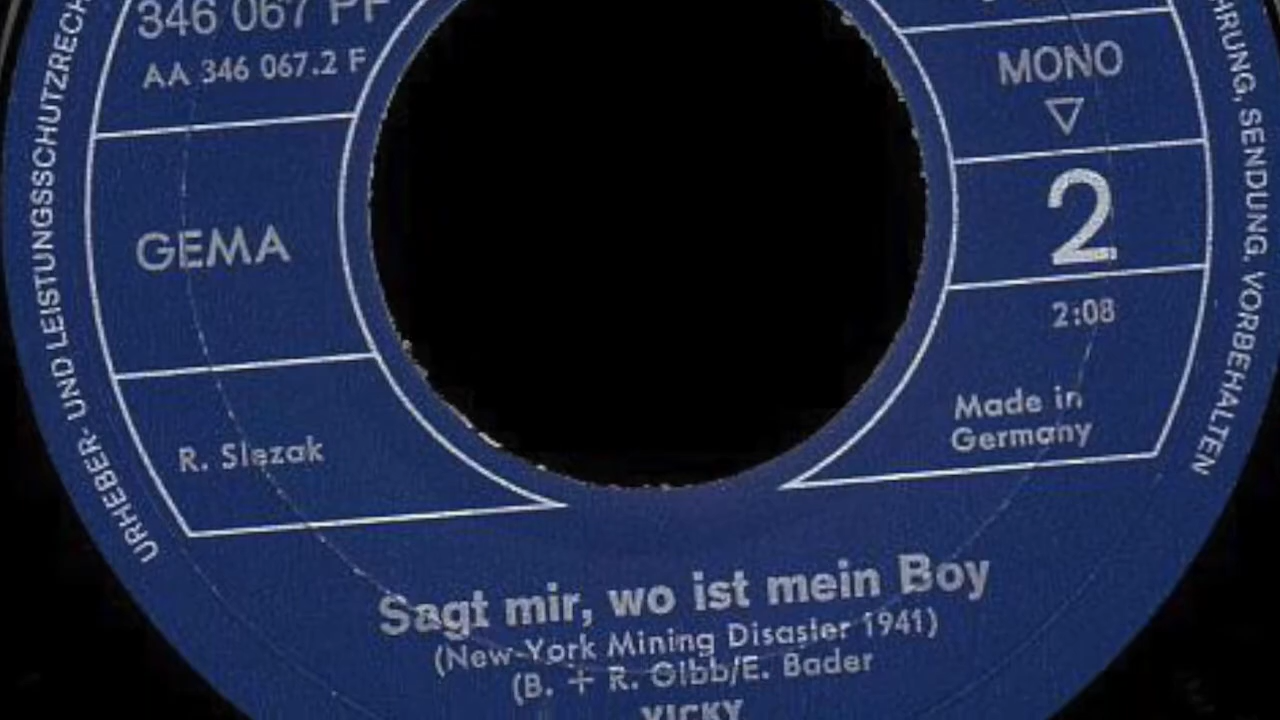 346 067 PF
AA 346 067.2 F
GEMA
R. Slezak
MONO
2
2:08
Made in
Germany
Sagt mir, wo ist mein Boy
(New-York Mining Disaster 1941)
(B. + R. Gibb/E. Bader
VICKY
URHEBER- UND LEISTUNGSSCHUTZRECH
HRUNG, SENDUNG, VORBEHALTEN